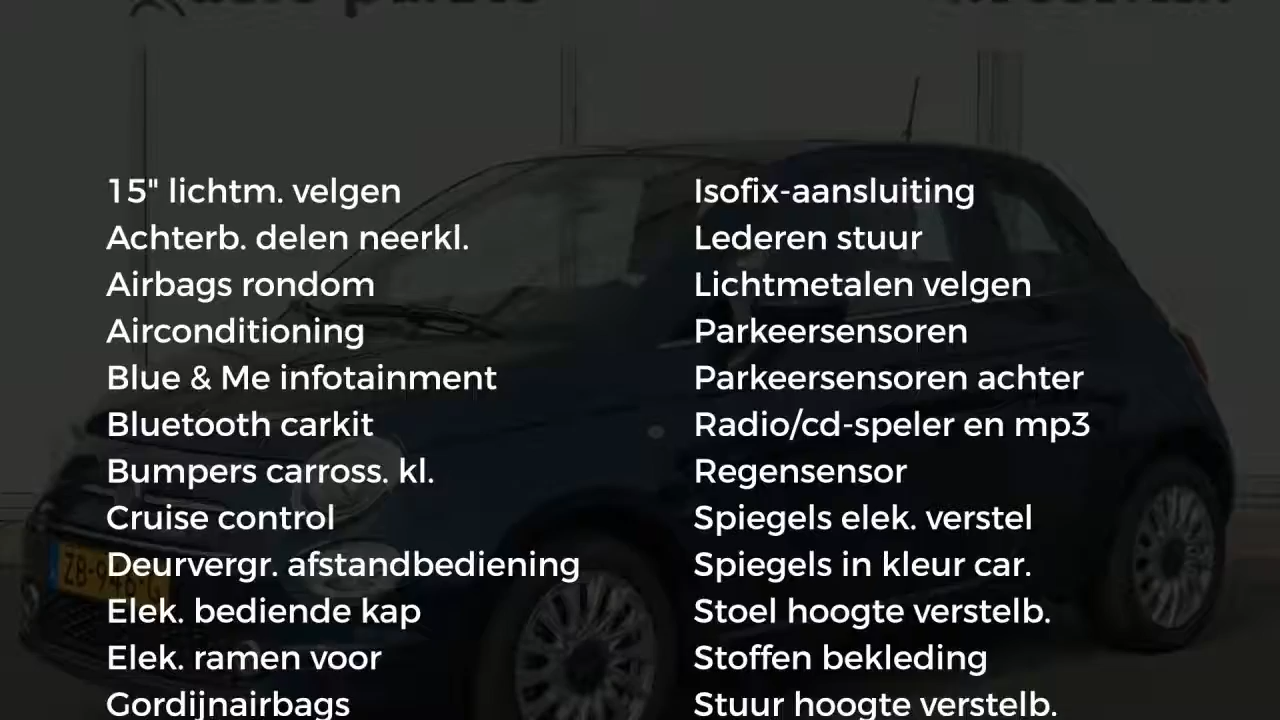 15" lichtm. velgen
Achterb. delen neerkl.
Airbags rondom
Airconditioning
Blue & Me infotainment
Bluetooth carkit
Bumpers carross. kl.
Cruise control
Deurvergr. afstandbediening
Elek. bediende kap
Elek. ramen voor
Gordijnairbags
Isofix-aansluiting
Lederen stuur
Lichtmetalen velgen
Parkeersensoren
Parkeersensoren achter
Radio/cd-speler en mp3
Regensensor
Spiegels elek. verstel
Spiegels in kleur car.
Stoel hoogte verstelb.
Stoffen bekleding
Stuur hoogte verstelb.